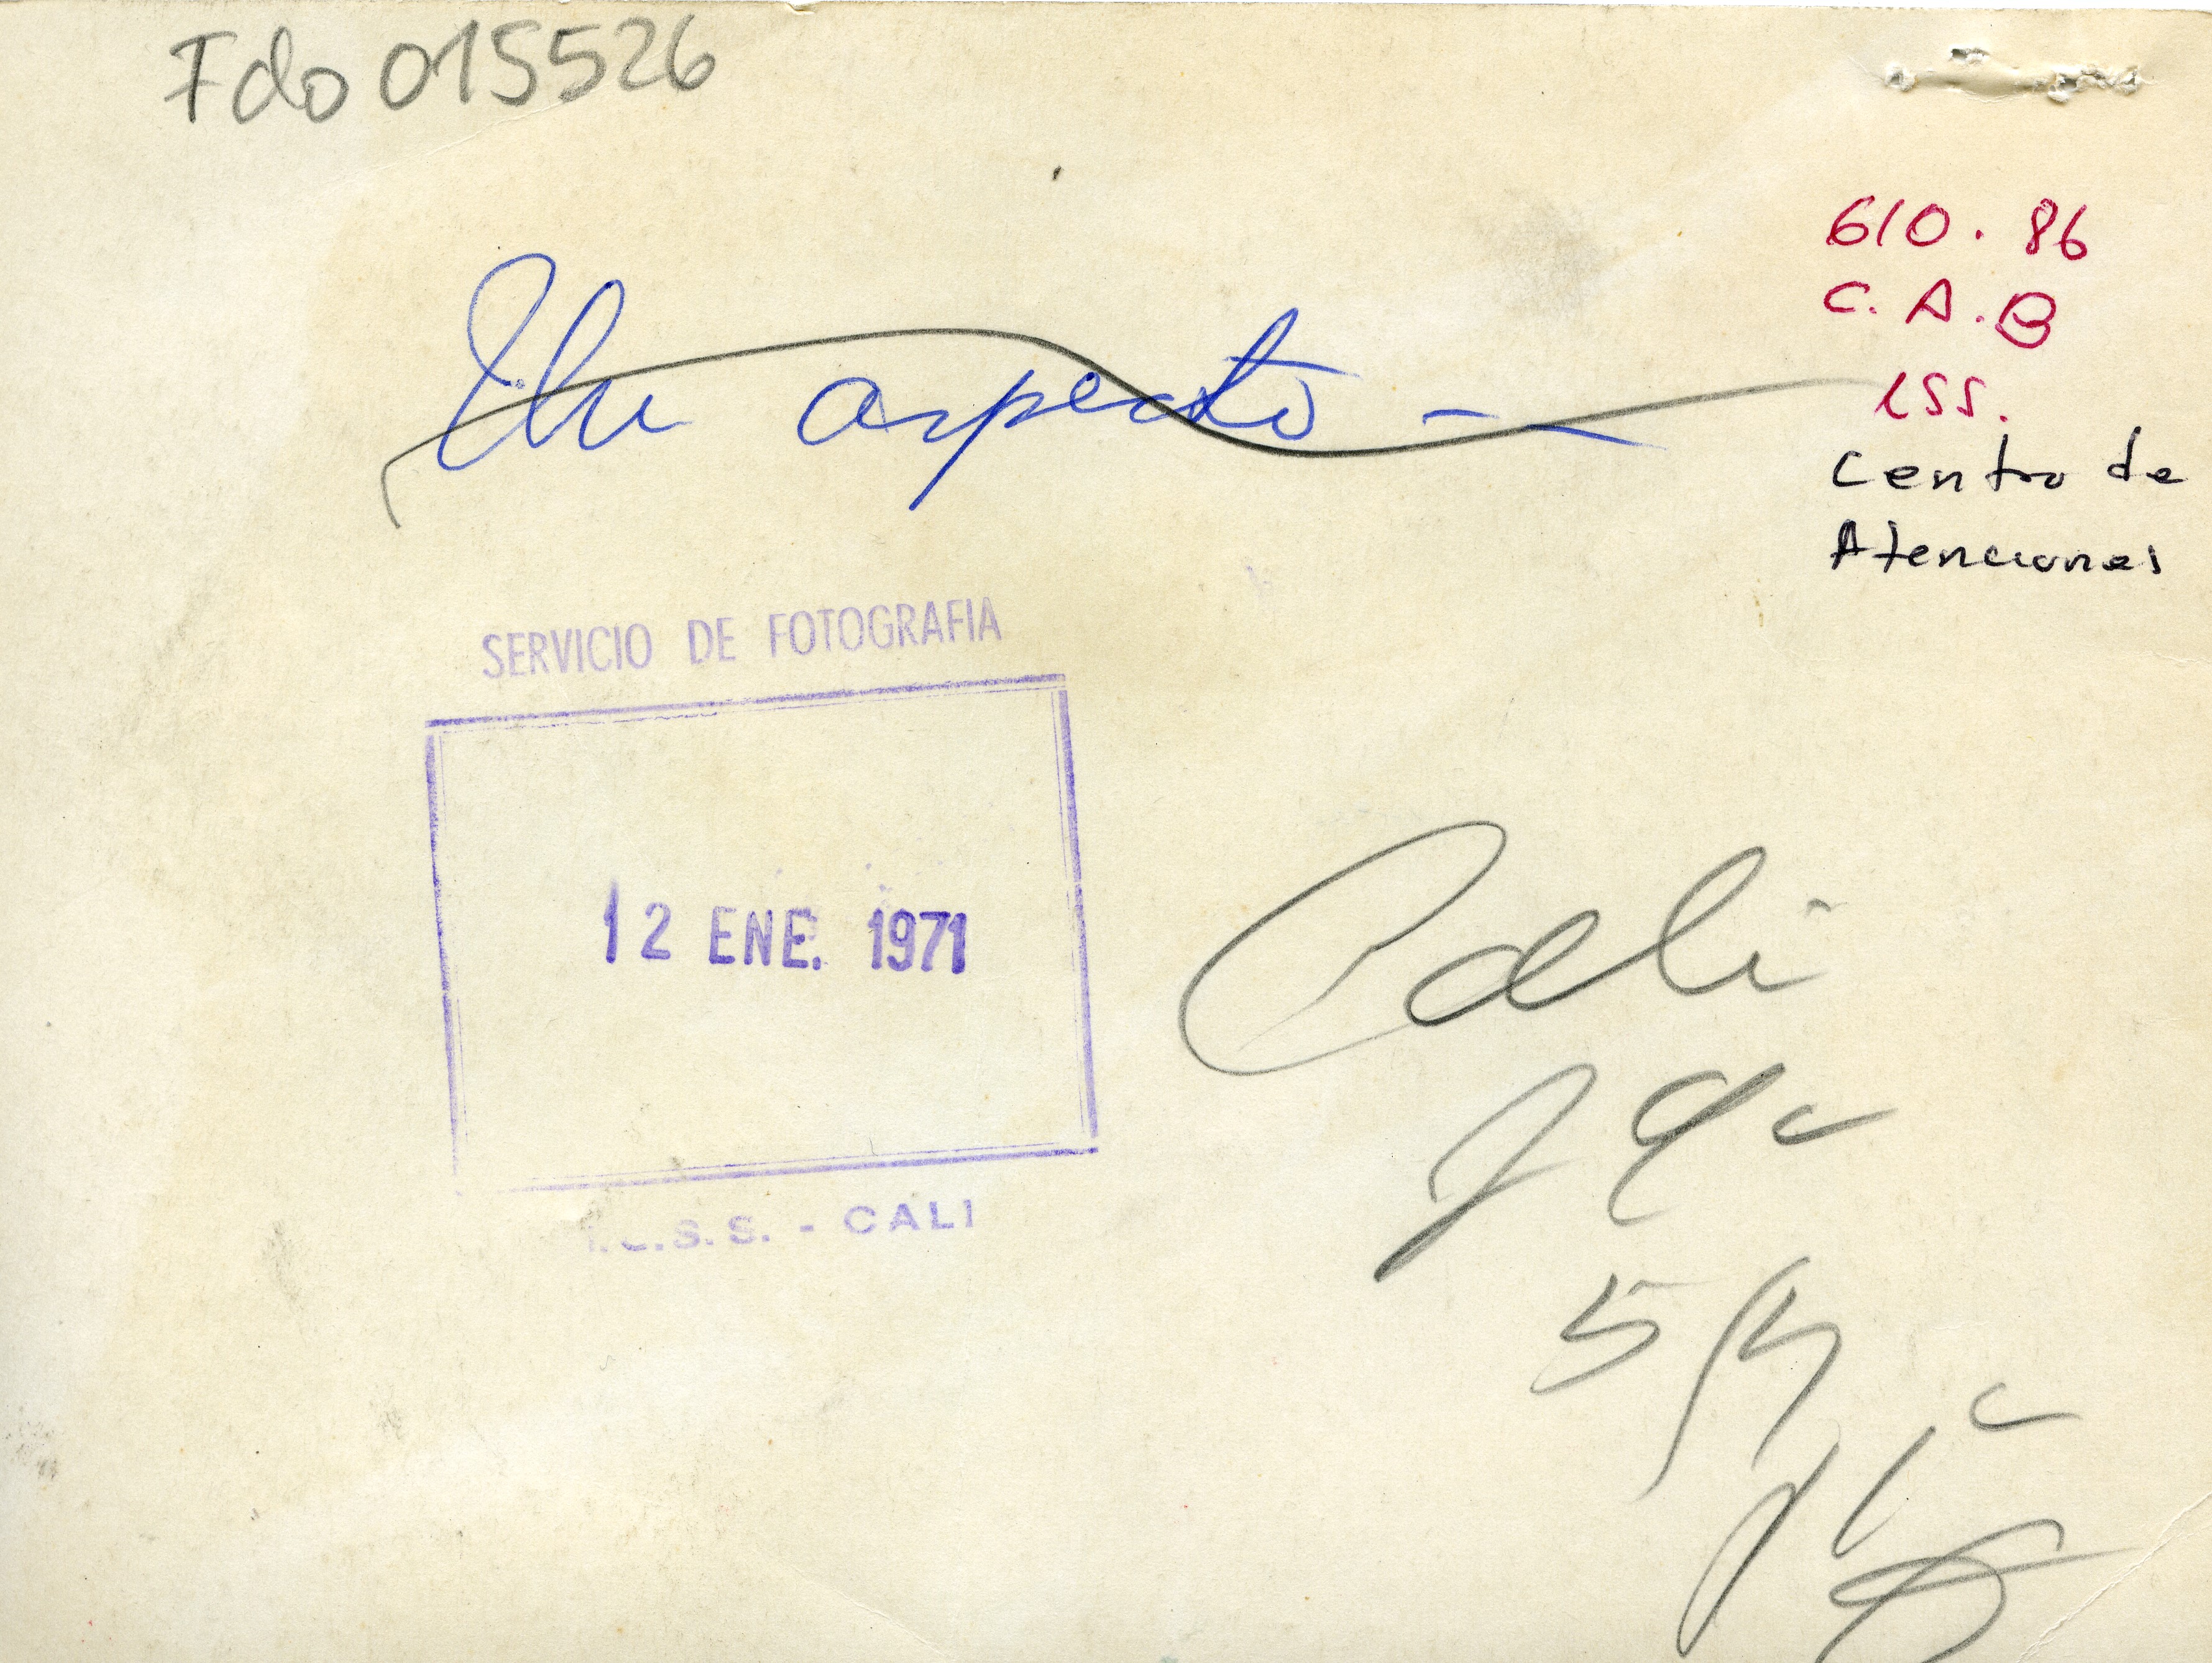 Fdo 015526
610. 86
C. A. B
ISS.
Centro de
Atenciones
Un aspecto -
SERVICIO DE FOTOGRAFIA
12 ENE. 1971
I.C.S.S. - CALI
Cali